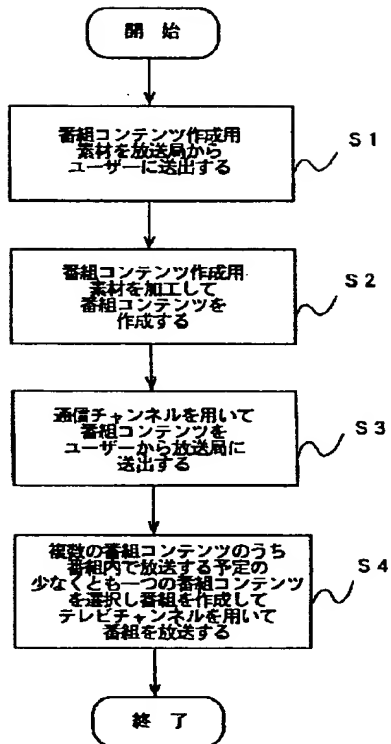 開 始
番組コンテンツ作成用
素材を放送局から
ユーザーに送出する
S1
番組コンテンツ作成用
素材を加工して
番組コンテンツを
作成する
S2
通信チャンネルを用いて
番組コンテンツを
ユーザーから放送局に
送出する
S3
複数の番組コンテンツのうち
番組内で放送する予定の
少なくとも一つの番組コンテンツ
を選択し番組を作成して
テレビチャンネルを用いて
番組を放送する
S4
終 了